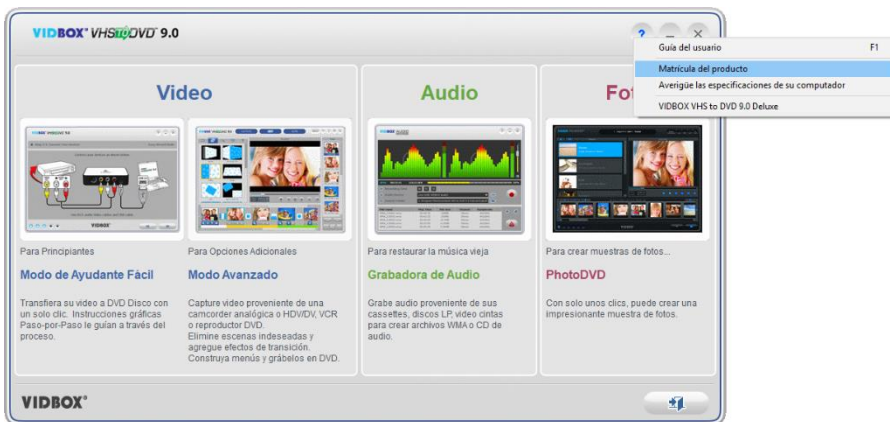 VIDBOX® VHStoDVD® 9.0
?
Guía del usuario F1
Matrícula del producto
Averigüe las especificaciones de su computador
VIDBOX VHS to DVD 9.0 Deluxe
Video
Audio
Fot
Para Principiantes
Modo de Ayudante Fácil
Transfiera su video a DVD Disco con
un solo clic. Instrucciones gráficas
Paso-por-Paso le guían a través del
proceso.
Para Opciones Adicionales
Modo Avanzado
Capture video proveniente de una
camcorder analógica o HDV/DV, VCR
o reproductor DVD.
Elimine escenas indeseadas y
agregue efectos de transición.
Construya menús y grábelos en DVD.
Para restaurar la música vieja
Grabadora de Audio
Grabe audio proveniente de sus
cassettes, discos LP, video cintas
para crear archivos WMA o CD de
audio.
Para crear muestras de fotos...
PhotoDVD
Con solo unos clics, puede crear una
impresionante muestra de fotos.
VIDBOX®